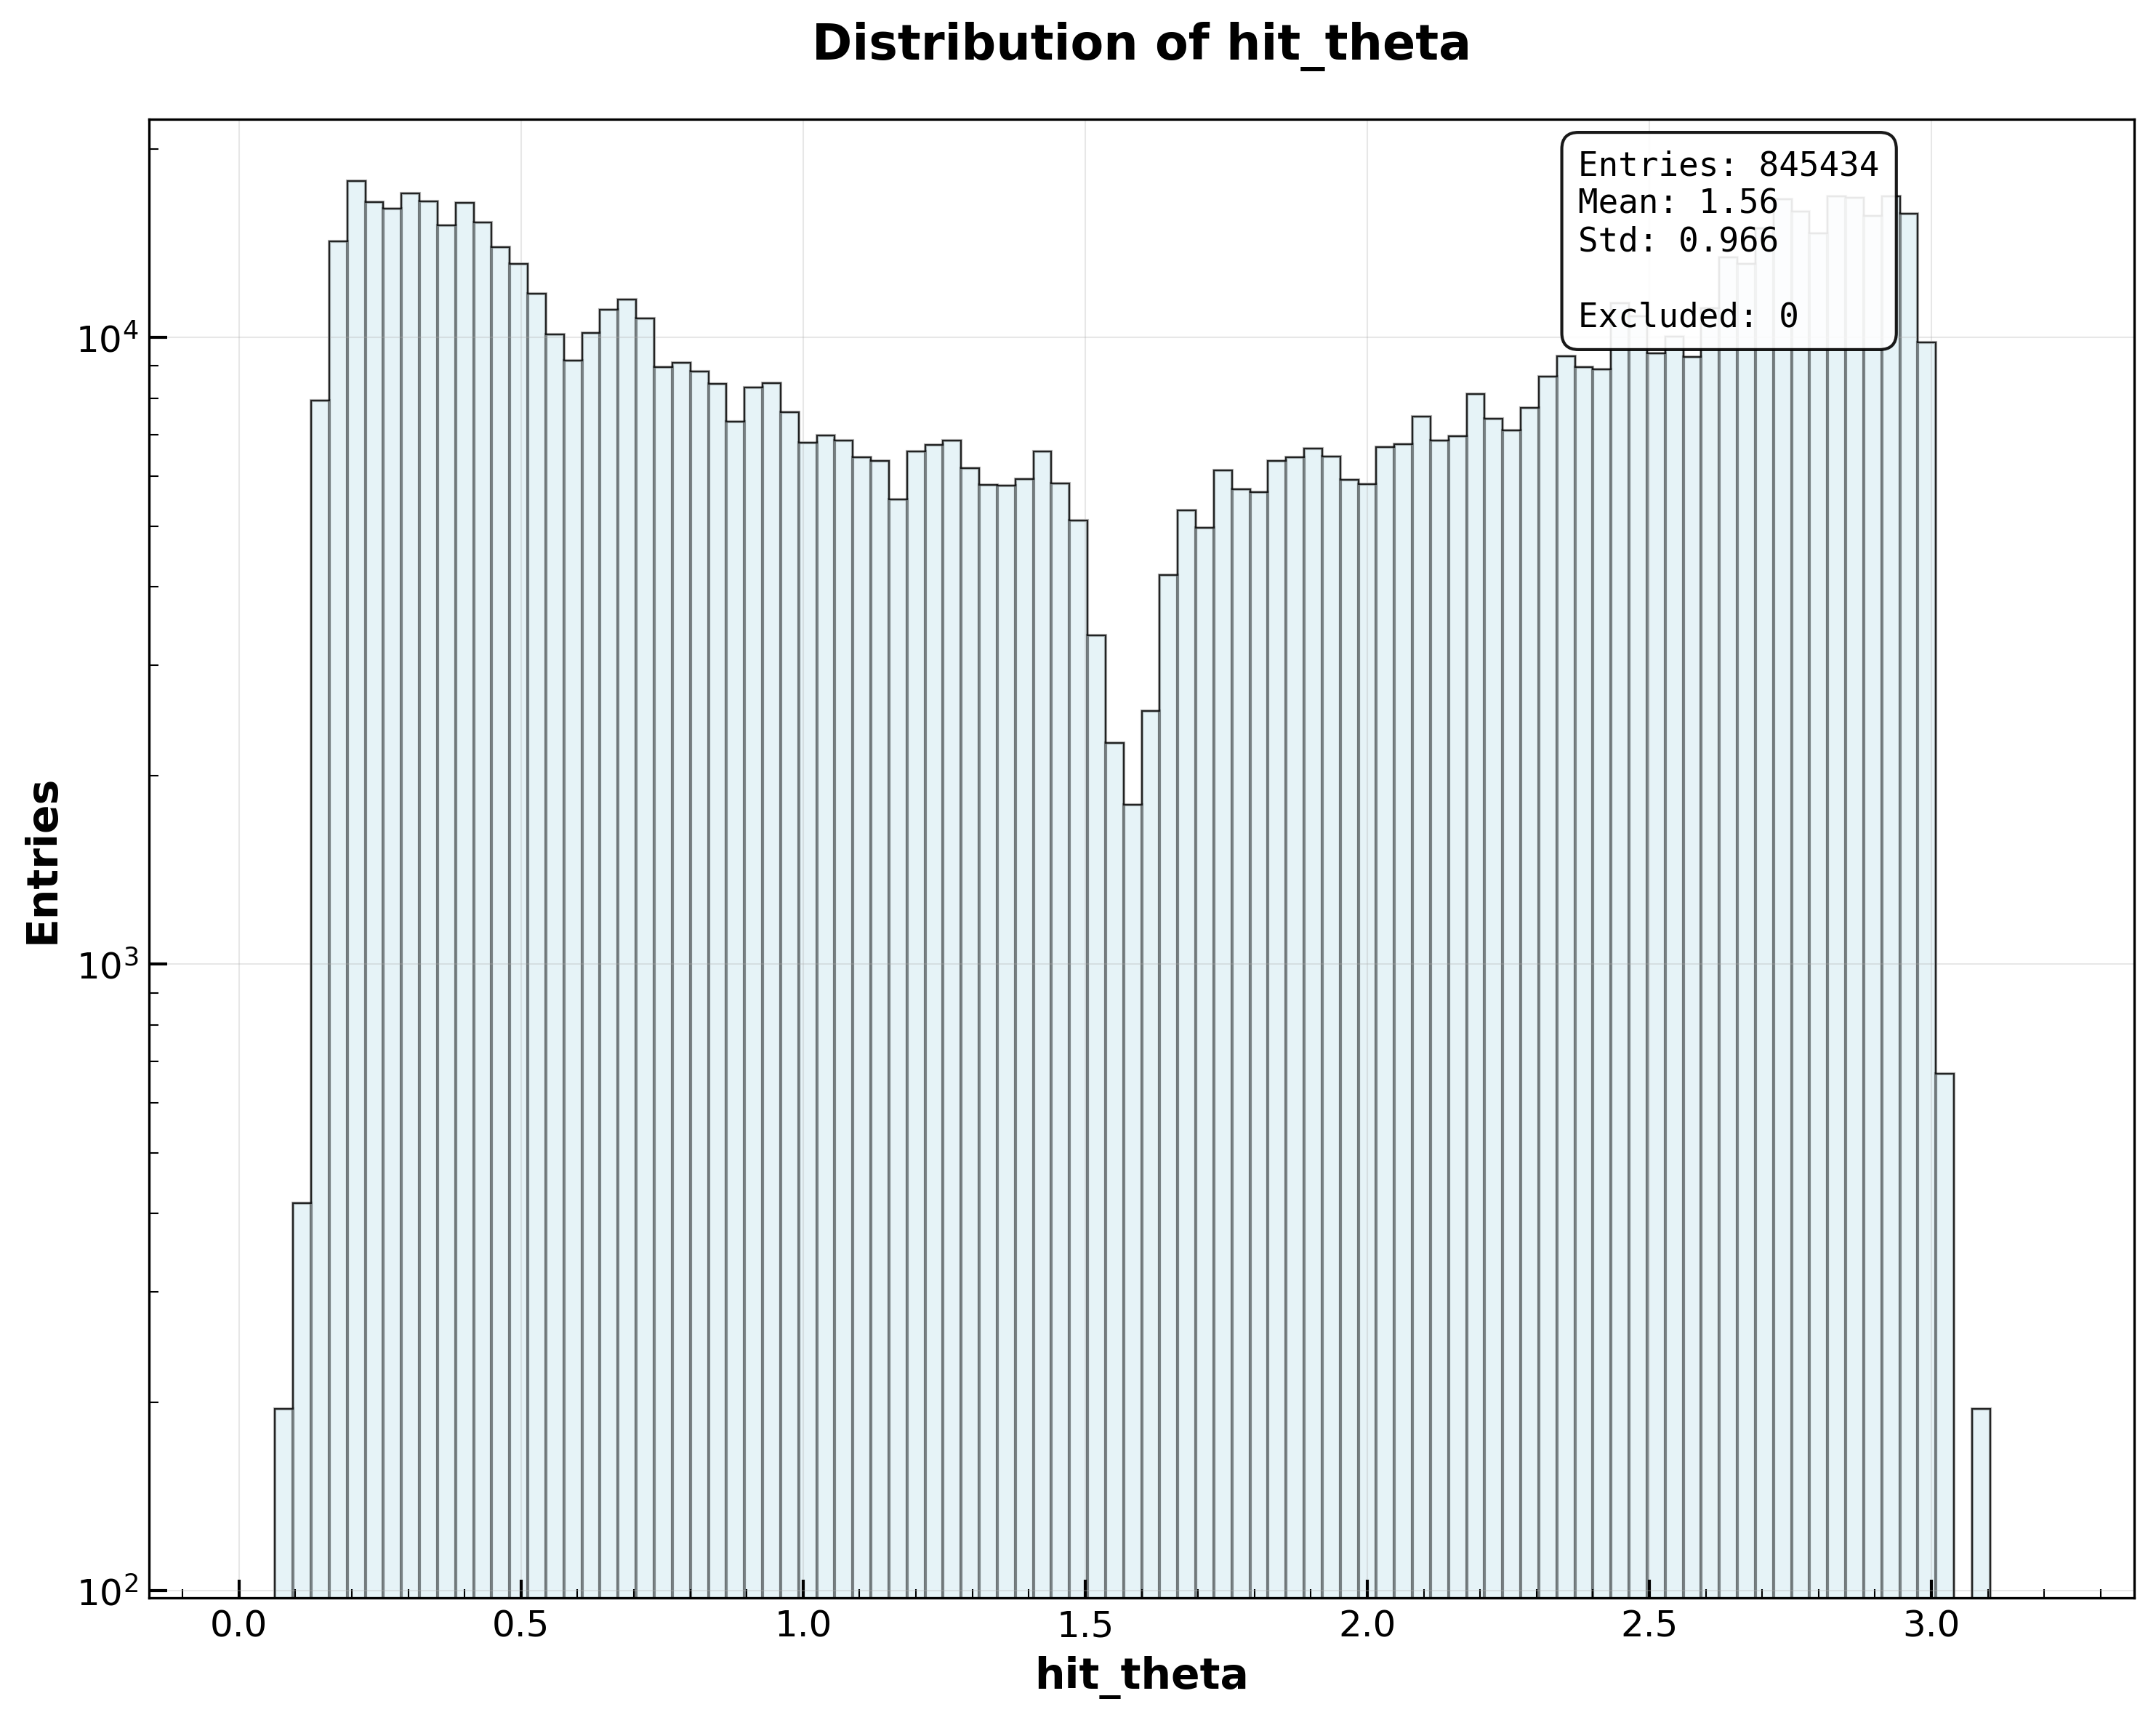 Distribution of hit_theta
Entries: 845434
Mean: 1.56
Std: 0.966
Excluded: 0
10⁴
10³
10²
Entries
0.0 0.5 1.0 1.5 2.0 2.5 3.0
hit_theta